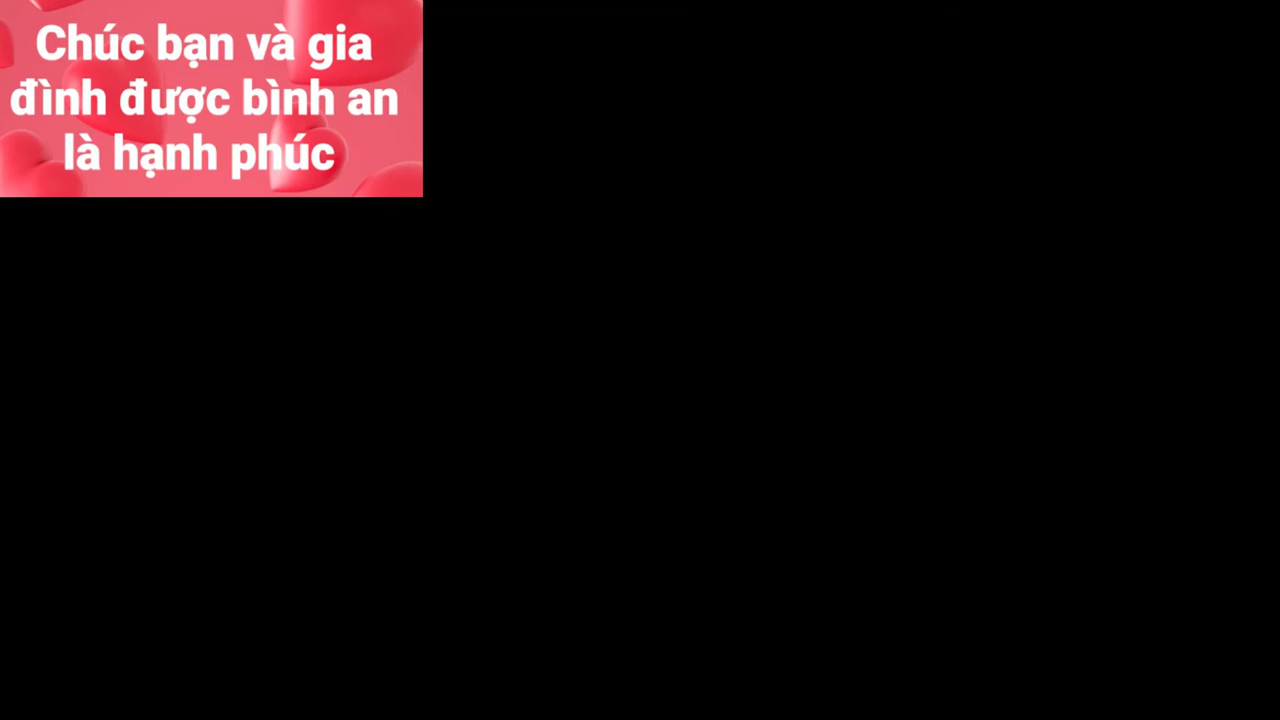 Chúc bạn và gia
đình được bình an
là hạnh phúc